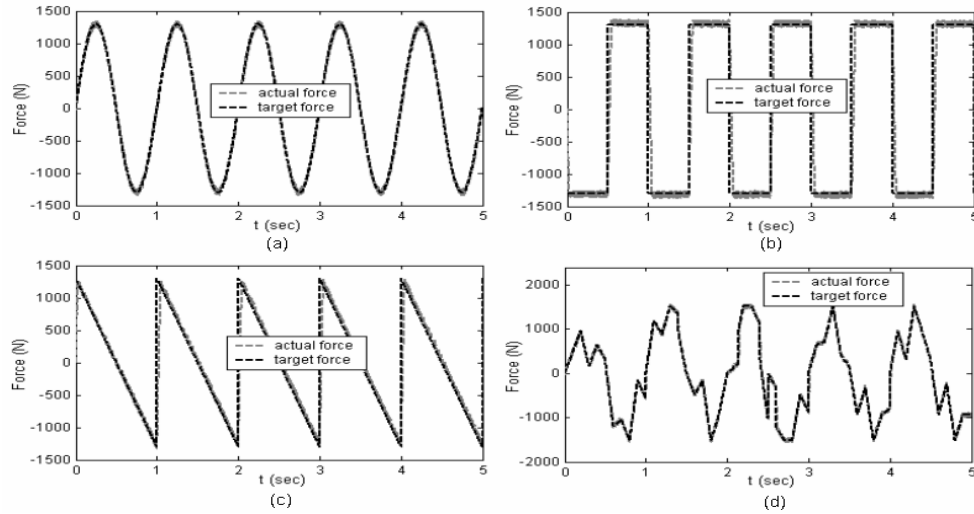 1500
1000
500
0
-500
-1000
-1500
Force (N)
actual force
target force
0 1 2 3 4 5
t (sec)
(a)
1500
1000
500
0
-500
-1000
-1500
Force (N)
actual force
target force
0 1 2 3 4 5
t (sec)
(b)
1500
1000
500
0
-500
-1000
-1500
Force (N)
actual force
target force
0 1 2 3 4 5
t (sec)
(c)
2000
1000
0
-1000
-2000
Force (N)
actual force
target force
0 1 2 3 4 5
t (sec)
(d)